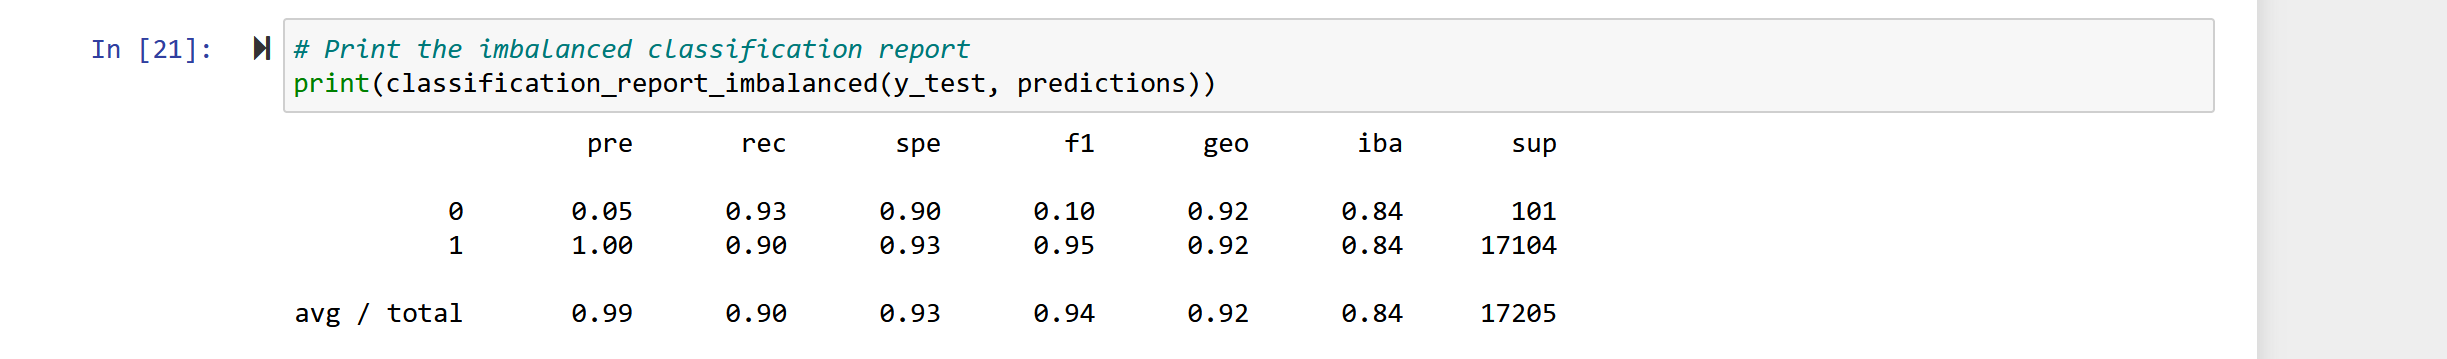 In [21]:
# Print the imbalanced classification report
print(classification_report_imbalanced(y_test, predictions))
pre rec spe f1 geo iba sup
0 0.05 0.93 0.90 0.10 0.92 0.84 101
1 1.00 0.90 0.93 0.95 0.92 0.84 17104
avg / total 0.99 0.90 0.93 0.94 0.92 0.84 17205